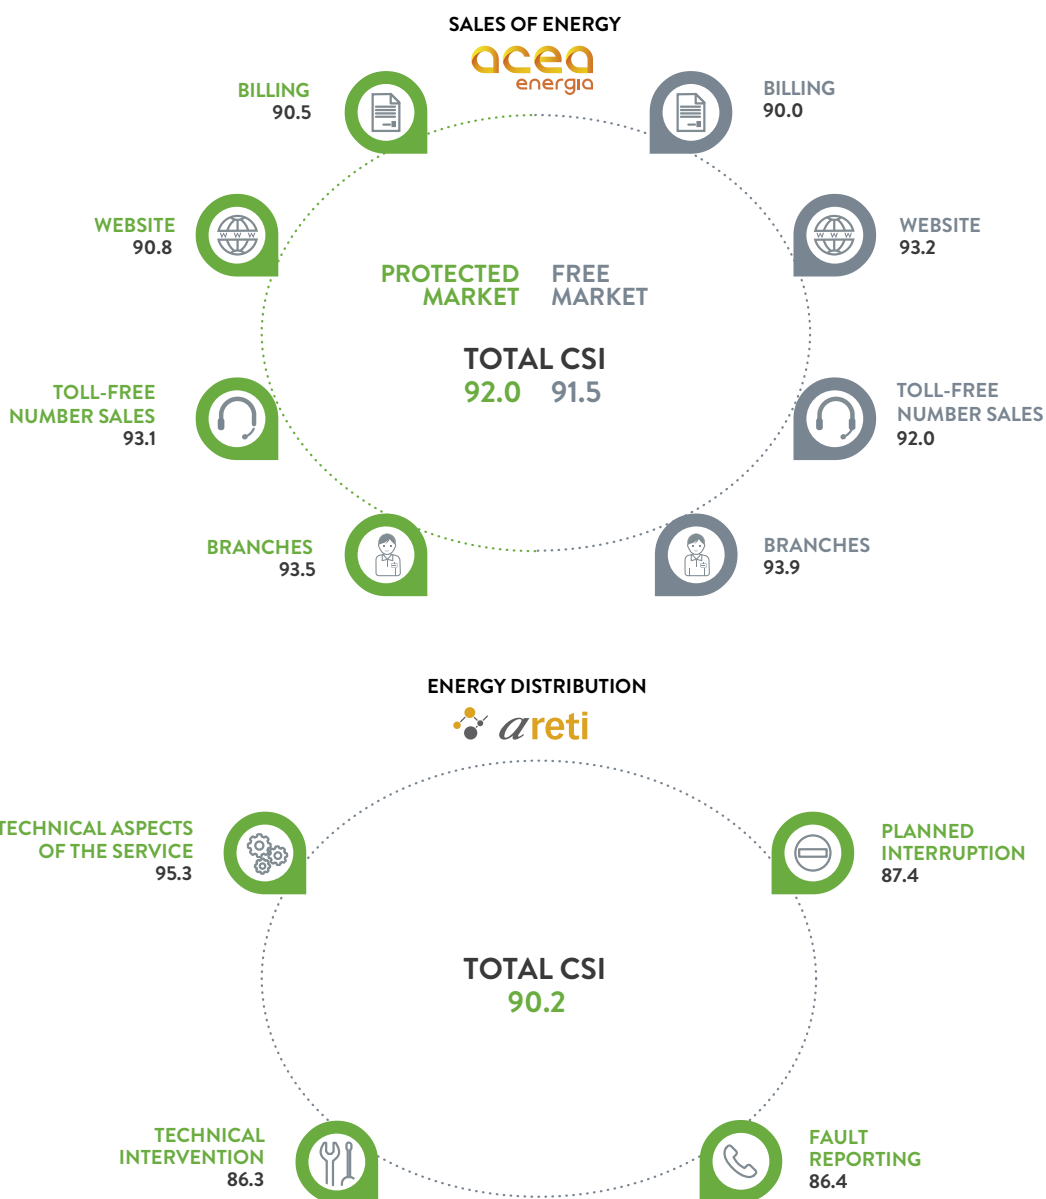 SALES OF ENERGY
acea
energia
BILLING
90.5
BILLING
90.0
WEBSITE
90.8
W W W
WEBSITE
93.2
W W W
PROTECTED
MARKET
FREE
MARKET
TOTAL CSI
92.0 91.5
TOLL-FREE
NUMBER SALES
93.1
TOLL-FREE
NUMBER SALES
92.0
BRANCHES
93.5
BRANCHES
93.9
ENERGY DISTRIBUTION
areti
TECHNICAL ASPECTS
OF THE SERVICE
95.3
PLANNED
INTERRUPTION
87.4
TOTAL CSI
90.2
TECHNICAL
INTERVENTION
86.3
FAULT
REPORTING
86.4